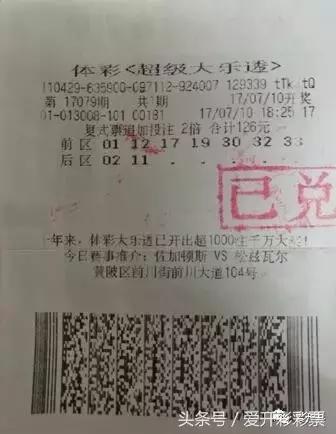 体彩<超级大乐透>
110429-635900-097112-924007 129339 tTk tQ
第 17079期 共1期 17/07/10开奖
01-013008-101 00181 17/07/10 18:25:17
复式票追加投注 2倍 合计126元
前区 01 12 17 19 30 32 33
后区 02 11
已兑
一年来，体彩大乐透已开出超1000注千万大奖!
今日赛事推介：佐加顿斯 VS 松兹瓦尔
黄陂区前川街前川大道104号
头条号 / 爱开彩彩票